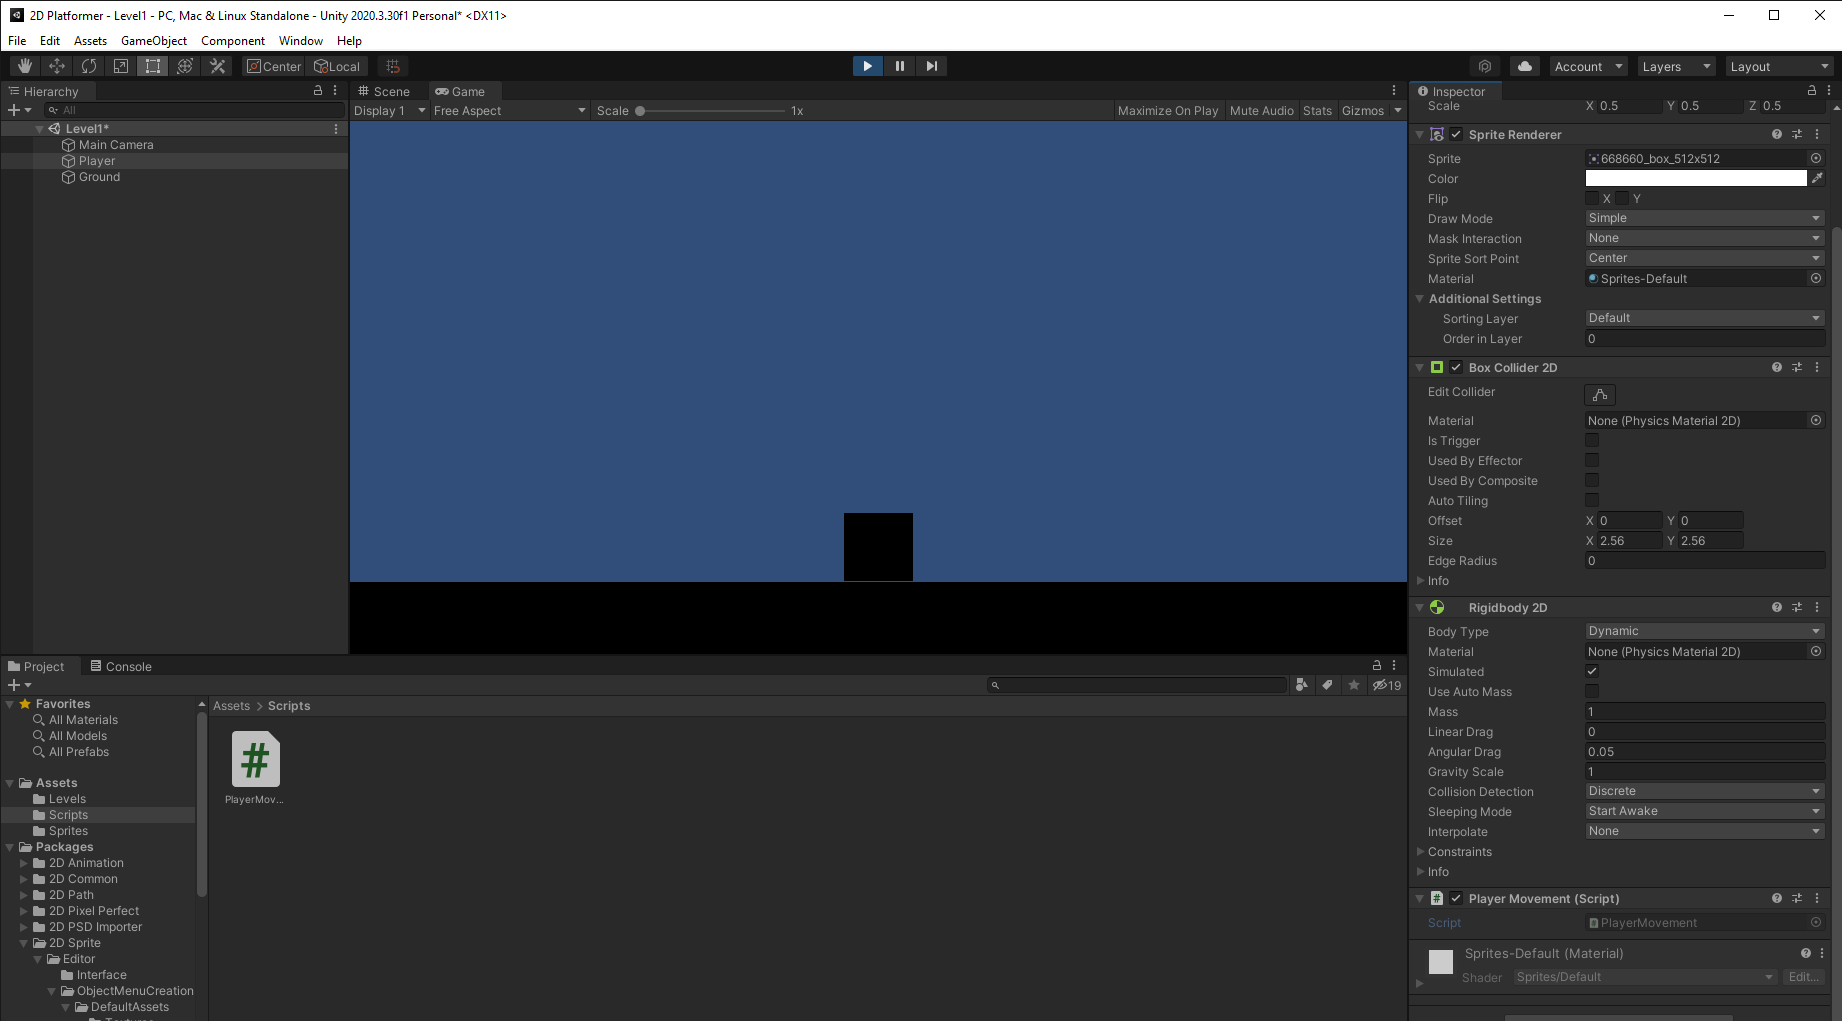 2D Platformer - Level1 - PC, Mac & Linux Standalone - Unity 2020.3.30f1 Personal* <DX11>
File Edit Assets GameObject Component Window Help
Center Local
Account Layers Layout
Hierarchy
All
Level1*
Main Camera
Player
Ground
Scene Game
Display 1 Free Aspect Scale 1x Maximize On Play Mute Audio Stats Gizmos
Inspector
Scale X 0.5 Y 0.5 Z 0.5
Sprite Renderer
Sprite 668660_box_512x512
Color
Flip X Y
Draw Mode Simple
Mask Interaction None
Sprite Sort Point Center
Material Sprites-Default
Additional Settings
Sorting Layer Default
Order in Layer 0
Box Collider 2D
Edit Collider
Material None (Physics Material 2D)
Is Trigger
Used By Effector
Used By Composite
Auto Tiling
Offset X 0 Y 0
Size X 2.56 Y 2.56
Edge Radius 0
Info
Rigidbody 2D
Body Type Dynamic
Material None (Physics Material 2D)
Simulated
Use Auto Mass
Mass 1
Linear Drag 0
Angular Drag 0.05
Gravity Scale 1
Collision Detection Discrete
Sleeping Mode Start Awake
Interpolate None
Constraints
Info
Player Movement (Script)
Script PlayerMovement
Sprites-Default (Material)
Shader Sprites/Default Edit...
Project Console
19
Favorites
All Materials
All Models
All Prefabs
Assets
Levels
Scripts
Sprites
Packages
2D Animation
2D Common
2D Path
2D Pixel Perfect
2D PSD Importer
2D Sprite
Editor
Interface
ObjectMenuCreation
DefaultAssets
Assets > Scripts
#
PlayerMov...